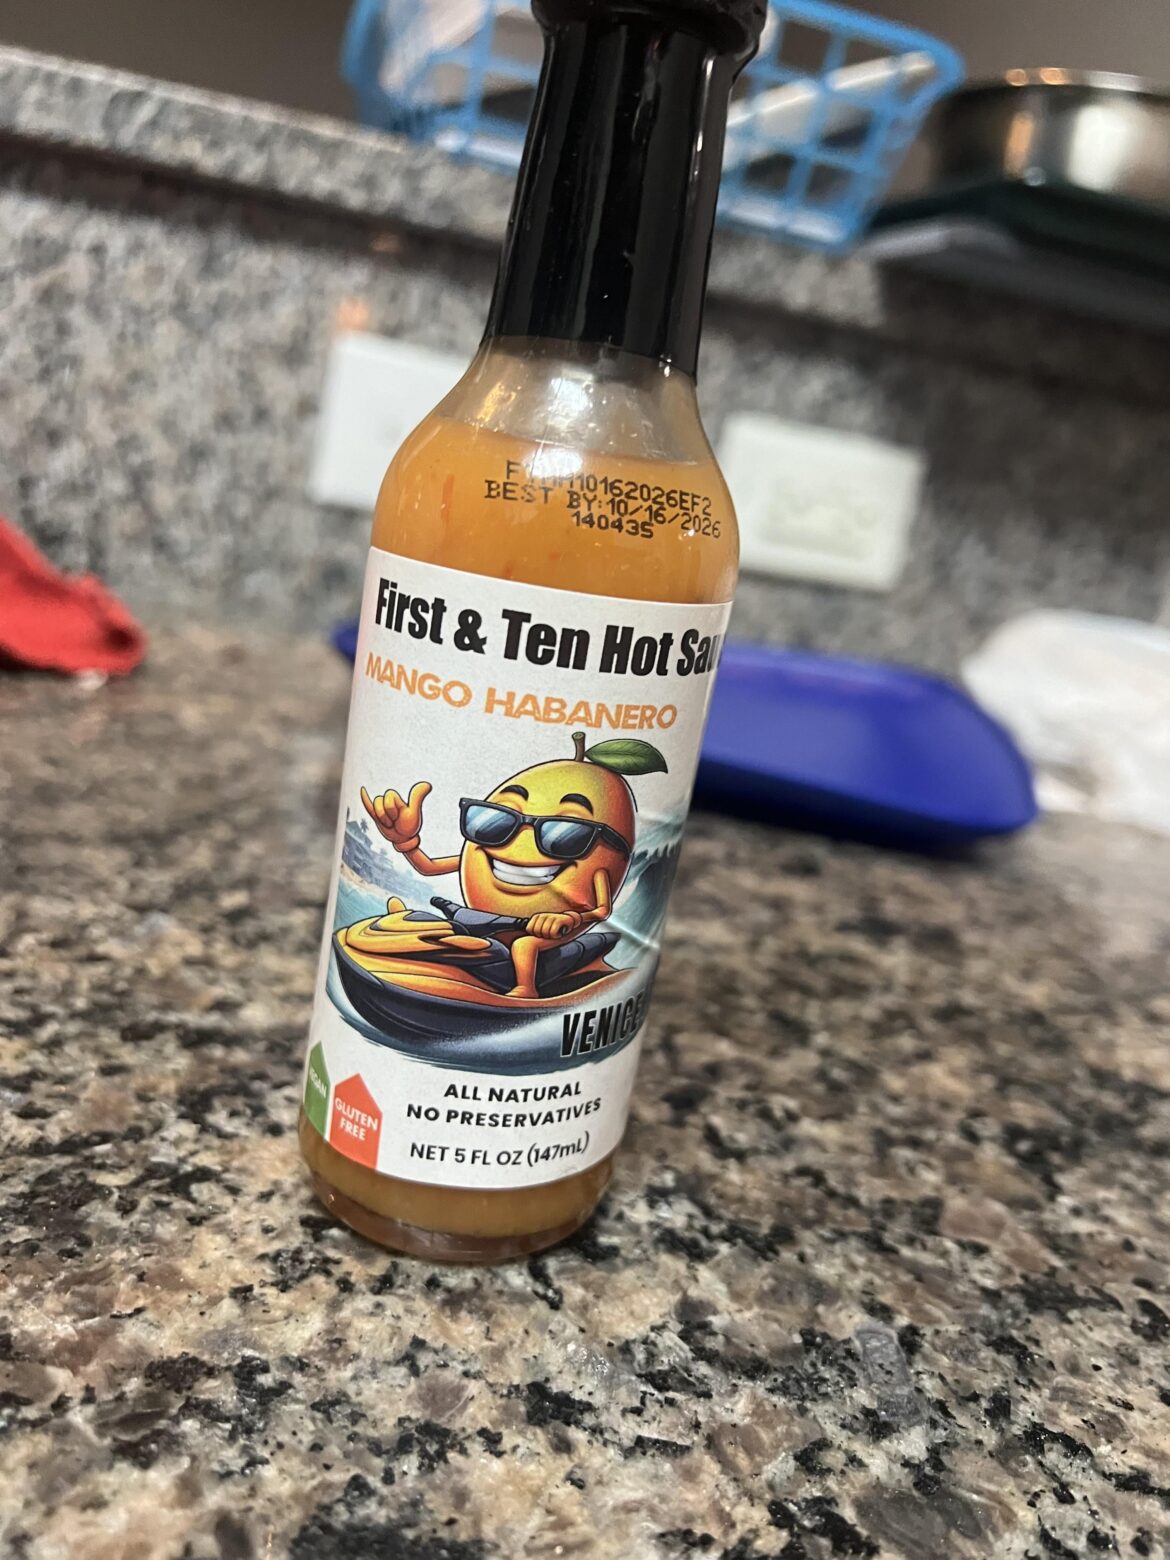 BEST BY:10/16/2026
14043S
First & Ten Hot Sau
MANGO HABANERO
VENICE
ALL NATURAL
NO PRESERVATIVES
GLUTEN
FREE
NET 5 FL OZ (147mL)